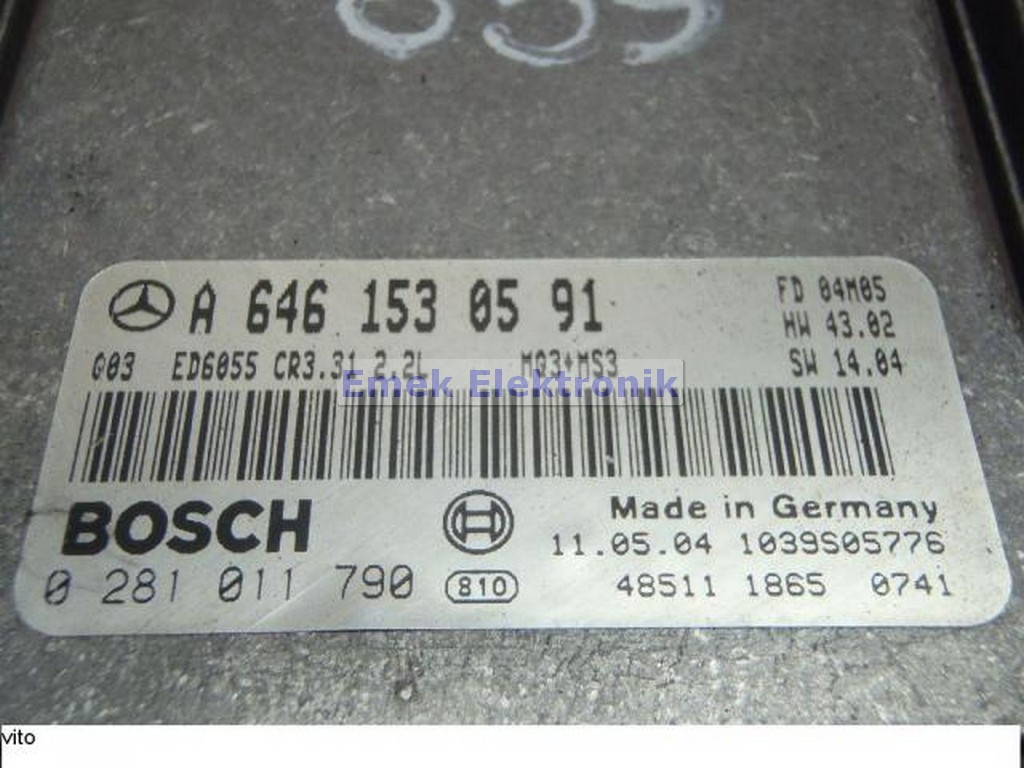 A 646 153 05 91
FD 04M05
HW 43.02
Q03 ED6055 CR3.31 2.2L MQ3+MS3 SW 14.04
Emek Elektronik
BOSCH
Made in Germany
11.05.04 1039S05776
0 281 011 790 810 48511 1865 0741
vito